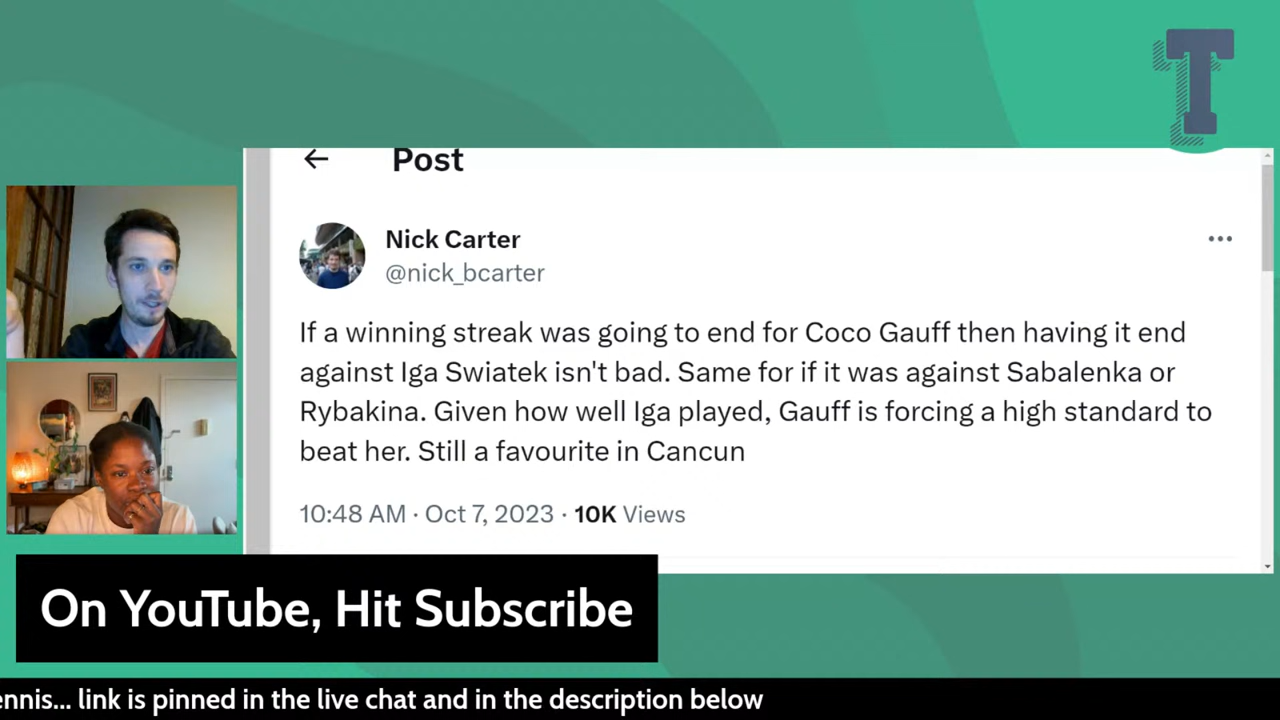 T
Post
Nick Carter
@nick_bcarter
If a winning streak was going to end for Coco Gauff then having it end
against Iga Swiatek isn't bad. Same for if it was against Sabalenka or
Rybakina. Given how well Iga played, Gauff is forcing a high standard to
beat her. Still a favourite in Cancun
10:48 AM · Oct 7, 2023 · 10K Views
On YouTube, Hit Subscribe
ennis... link is pinned in the live chat and in the description below